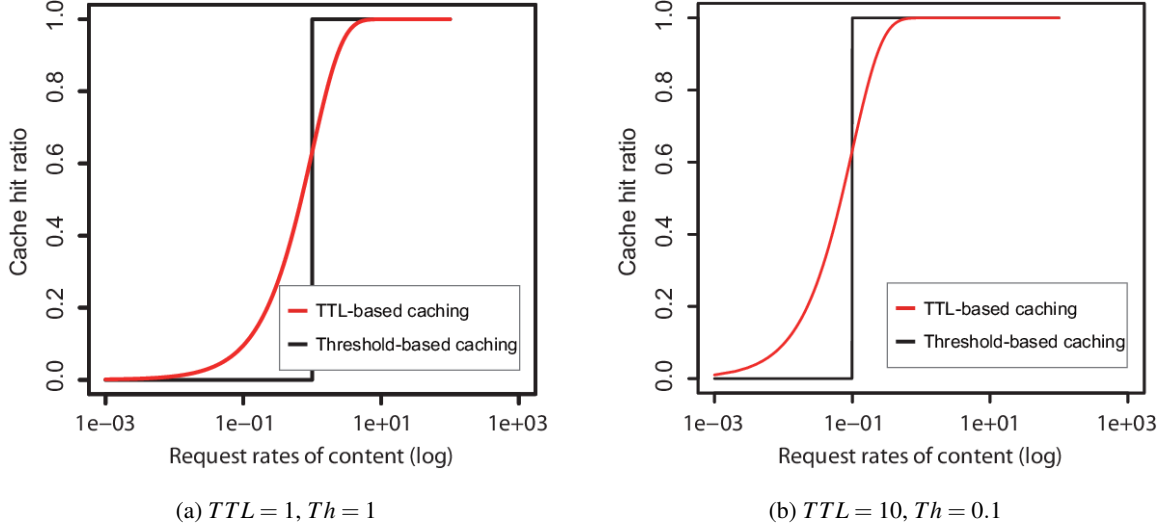 Cache hit ratio
1.0
0.8
0.6
0.4
0.2
0.0
TTL-based caching
Threshold-based caching
1e−03 1e−01 1e+01 1e+03
Request rates of content (log)
(a) TTL = 1, Th = 1
Cache hit ratio
1.0
0.8
0.6
0.4
0.2
0.0
TTL-based caching
Threshold-based caching
1e−03 1e−01 1e+01 1e+03
Request rates of content (log)
(b) TTL = 10, Th = 0.1